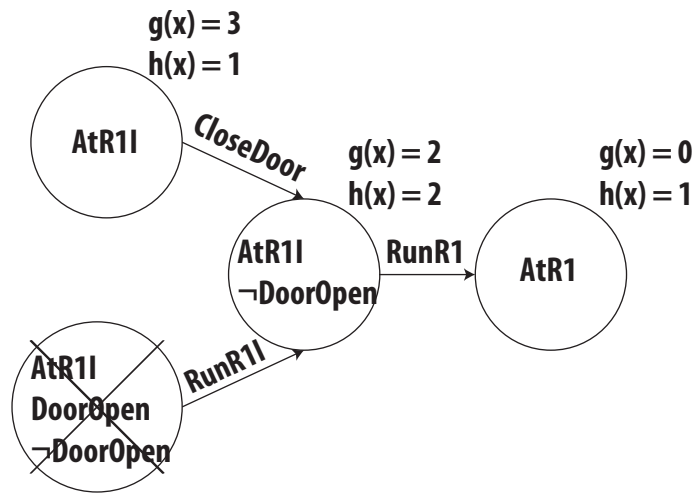 g(x) = 3
h(x) = 1
AtR1I
CloseDoor
g(x) = 2
h(x) = 2
AtR1I
¬DoorOpen
RunR1
g(x) = 0
h(x) = 1
AtR1
AtR1I
DoorOpen
¬DoorOpen
RunR1I